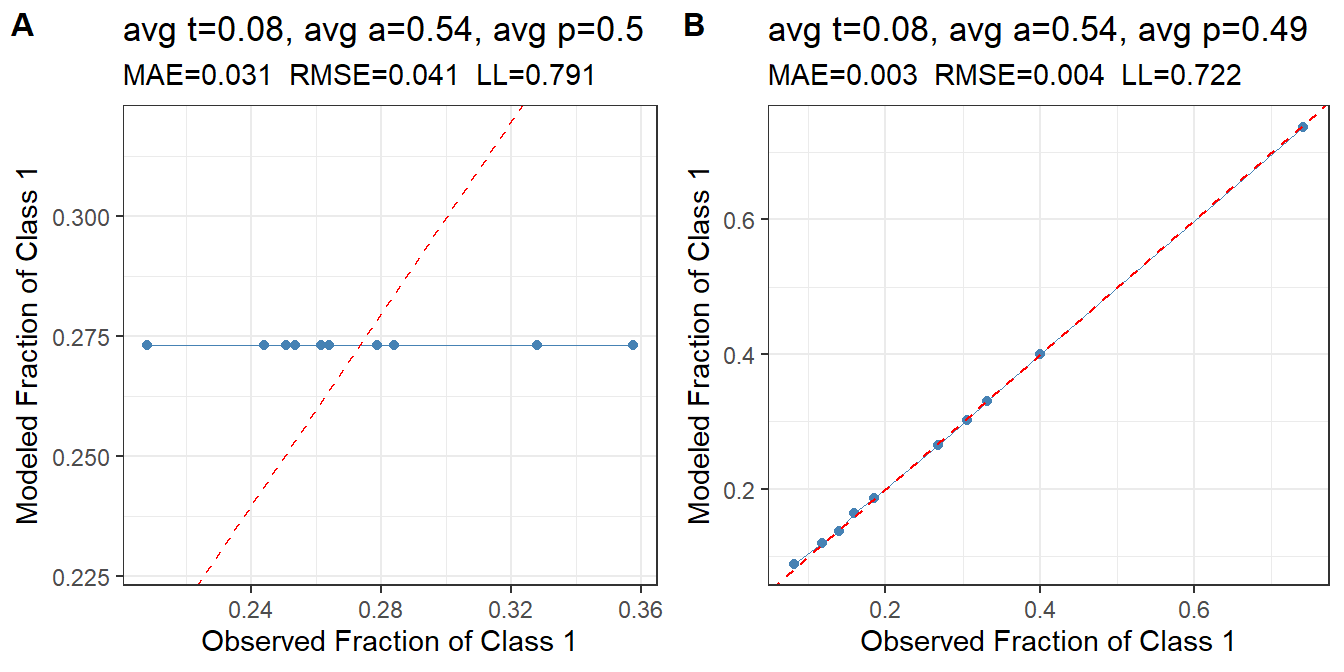 A
avg t=0.08, avg a=0.54, avg p=0.5
MAE=0.031 RMSE=0.041 LL=0.791
Modeled Fraction of Class 1
0.300
0.275
0.250
0.225
0.24 0.28 0.32 0.36
Observed Fraction of Class 1
B
avg t=0.08, avg a=0.54, avg p=0.49
MAE=0.003 RMSE=0.004 LL=0.722
Modeled Fraction of Class 1
0.6
0.4
0.2
0.2 0.4 0.6
Observed Fraction of Class 1